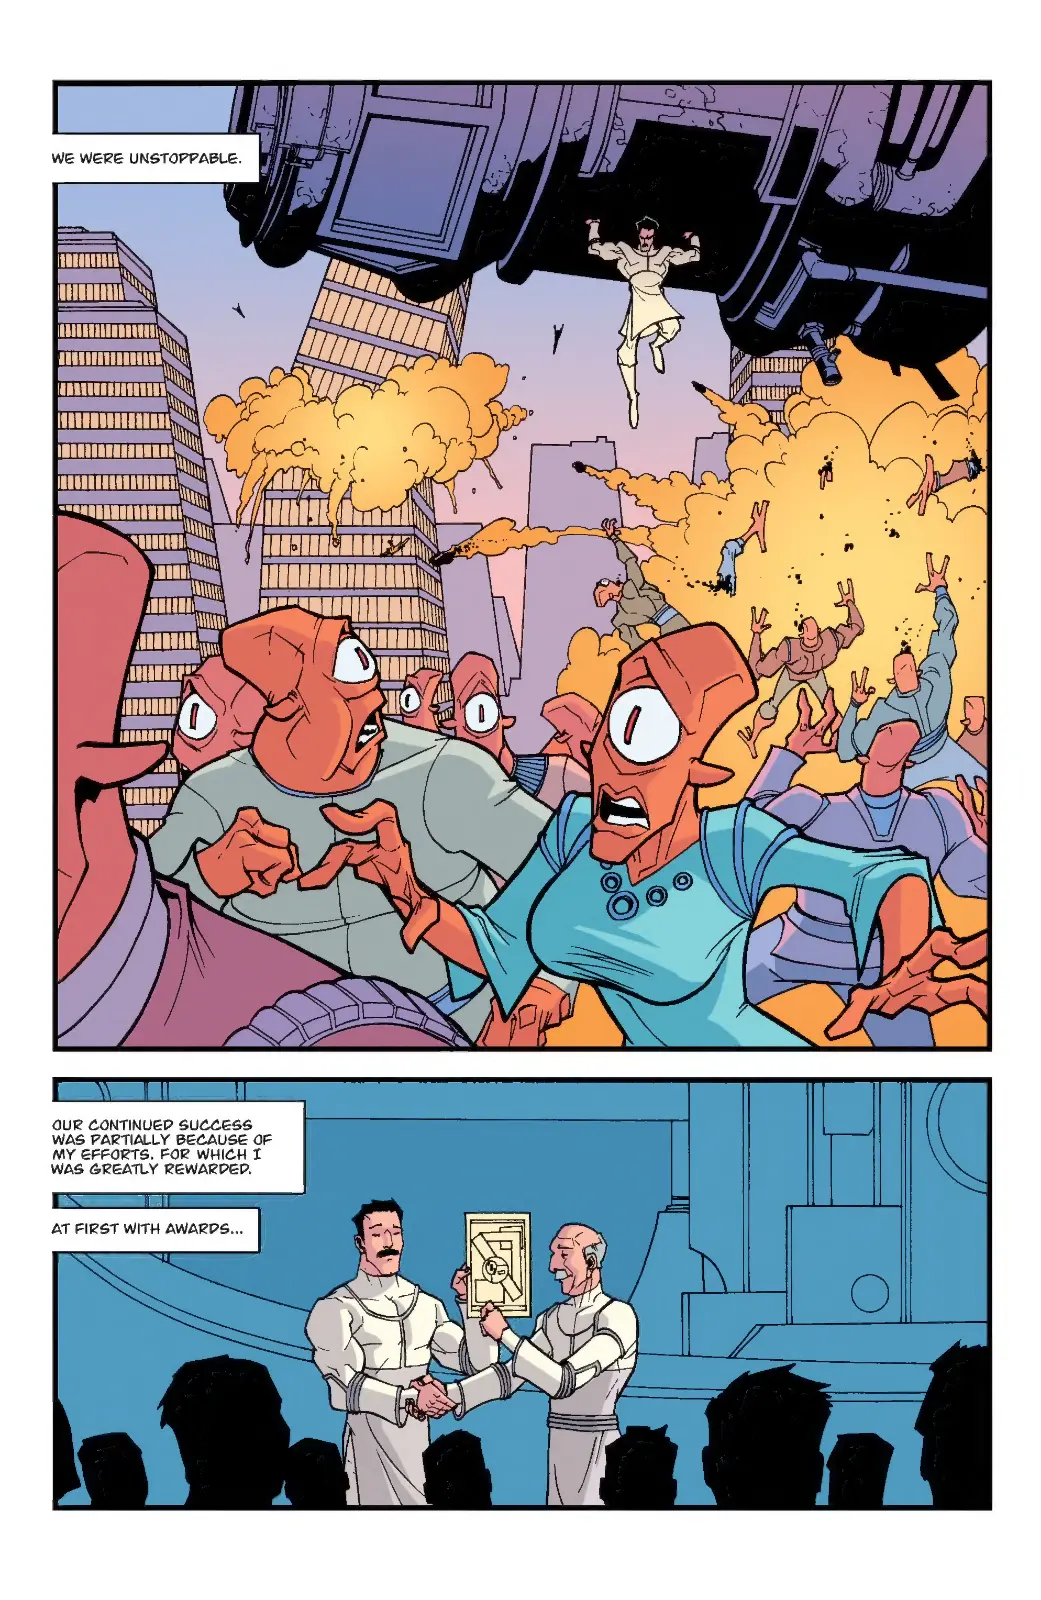 WE WERE UNSTOPPABLE.
OUR CONTINUED SUCCESS
WAS PARTIALLY BECAUSE OF
MY EFFORTS. FOR WHICH I
WAS GREATLY REWARDED.
AT FIRST WITH AWARDS...